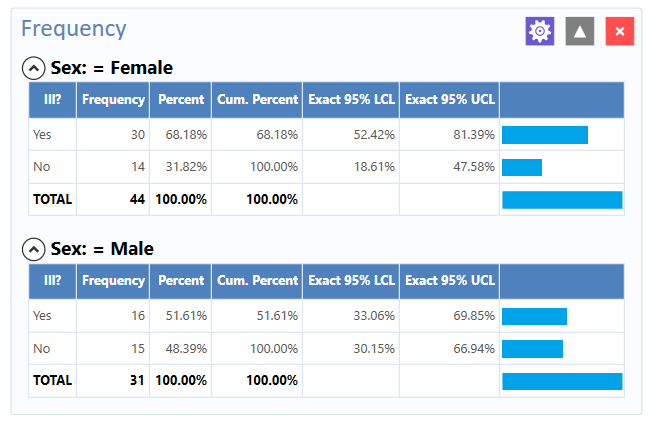 Frequency
Sex: = Female
Ill? Frequency Percent Cum. Percent Exact 95% LCL Exact 95% UCL
Yes 30 68.18% 68.18% 52.42% 81.39%
No 14 31.82% 100.00% 18.61% 47.58%
TOTAL 44 100.00% 100.00%
Sex: = Male
Ill? Frequency Percent Cum. Percent Exact 95% LCL Exact 95% UCL
Yes 16 51.61% 51.61% 33.06% 69.85%
No 15 48.39% 100.00% 30.15% 66.94%
TOTAL 31 100.00% 100.00%